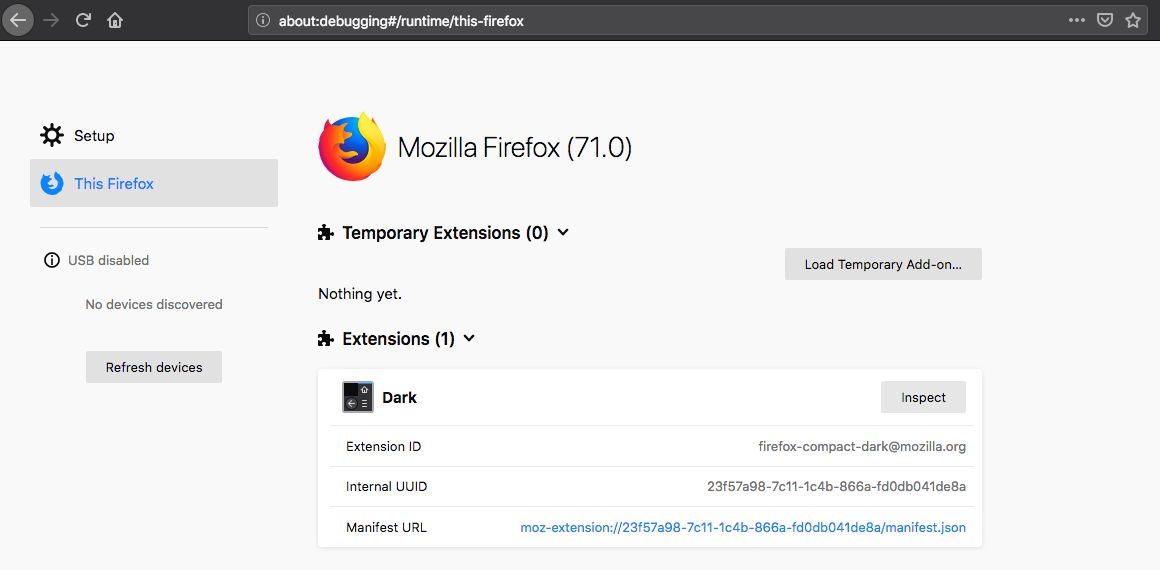 about:debugging#/runtime/this-firefox
Setup
This Firefox
USB disabled
No devices discovered
Refresh devices
Mozilla Firefox (71.0)
Temporary Extensions (0)
Load Temporary Add-on...
Nothing yet.
Extensions (1)
Dark
Inspect
Extension ID firefox-compact-dark@mozilla.org
Internal UUID 23f57a98-7c11-1c4b-866a-fd0db041de8a
Manifest URL moz-extension://23f57a98-7c11-1c4b-866a-fd0db041de8a/manifest.json